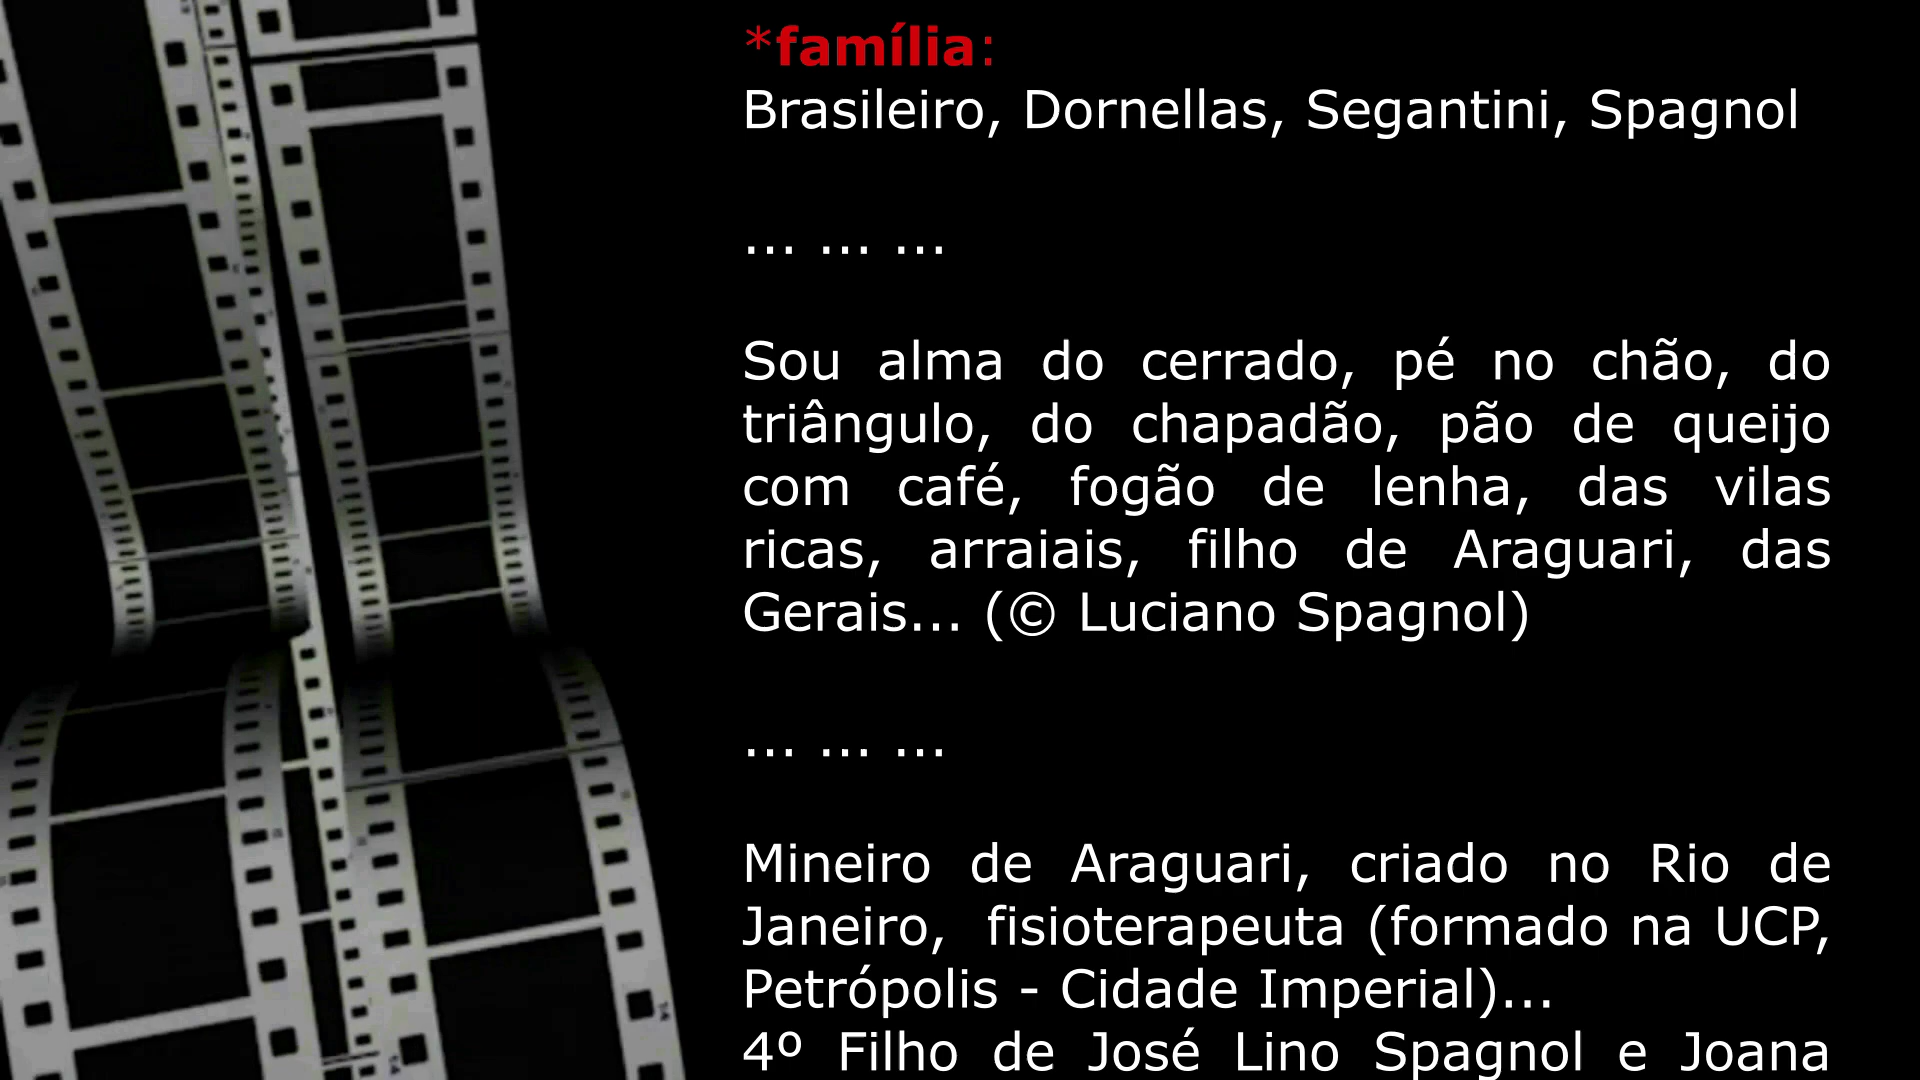 *família:
Brasileiro, Dornellas, Segantini, Spagnol
... ... ...
Sou alma do cerrado, pé no chão, do
triângulo, do chapadão, pão de queijo
com café, fogão de lenha, das vilas
ricas, arraiais, filho de Araguari, das
Gerais... (© Luciano Spagnol)
... ... ...
Mineiro de Araguari, criado no Rio de
Janeiro, fisioterapeuta (formado na UCP,
Petrópolis - Cidade Imperial)...
4º Filho de José Lino Spagnol e Joana